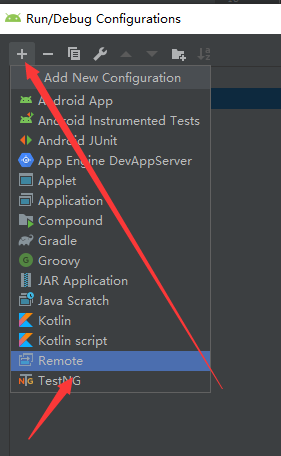 Run/Debug Configurations
Add New Configuration
Android App
Android Instrumented Tests
Android JUnit
App Engine DevAppServer
Applet
Application
Compound
Gradle
Groovy
JAR Application
Java Scratch
Kotlin
Kotlin script
Remote
TestNG